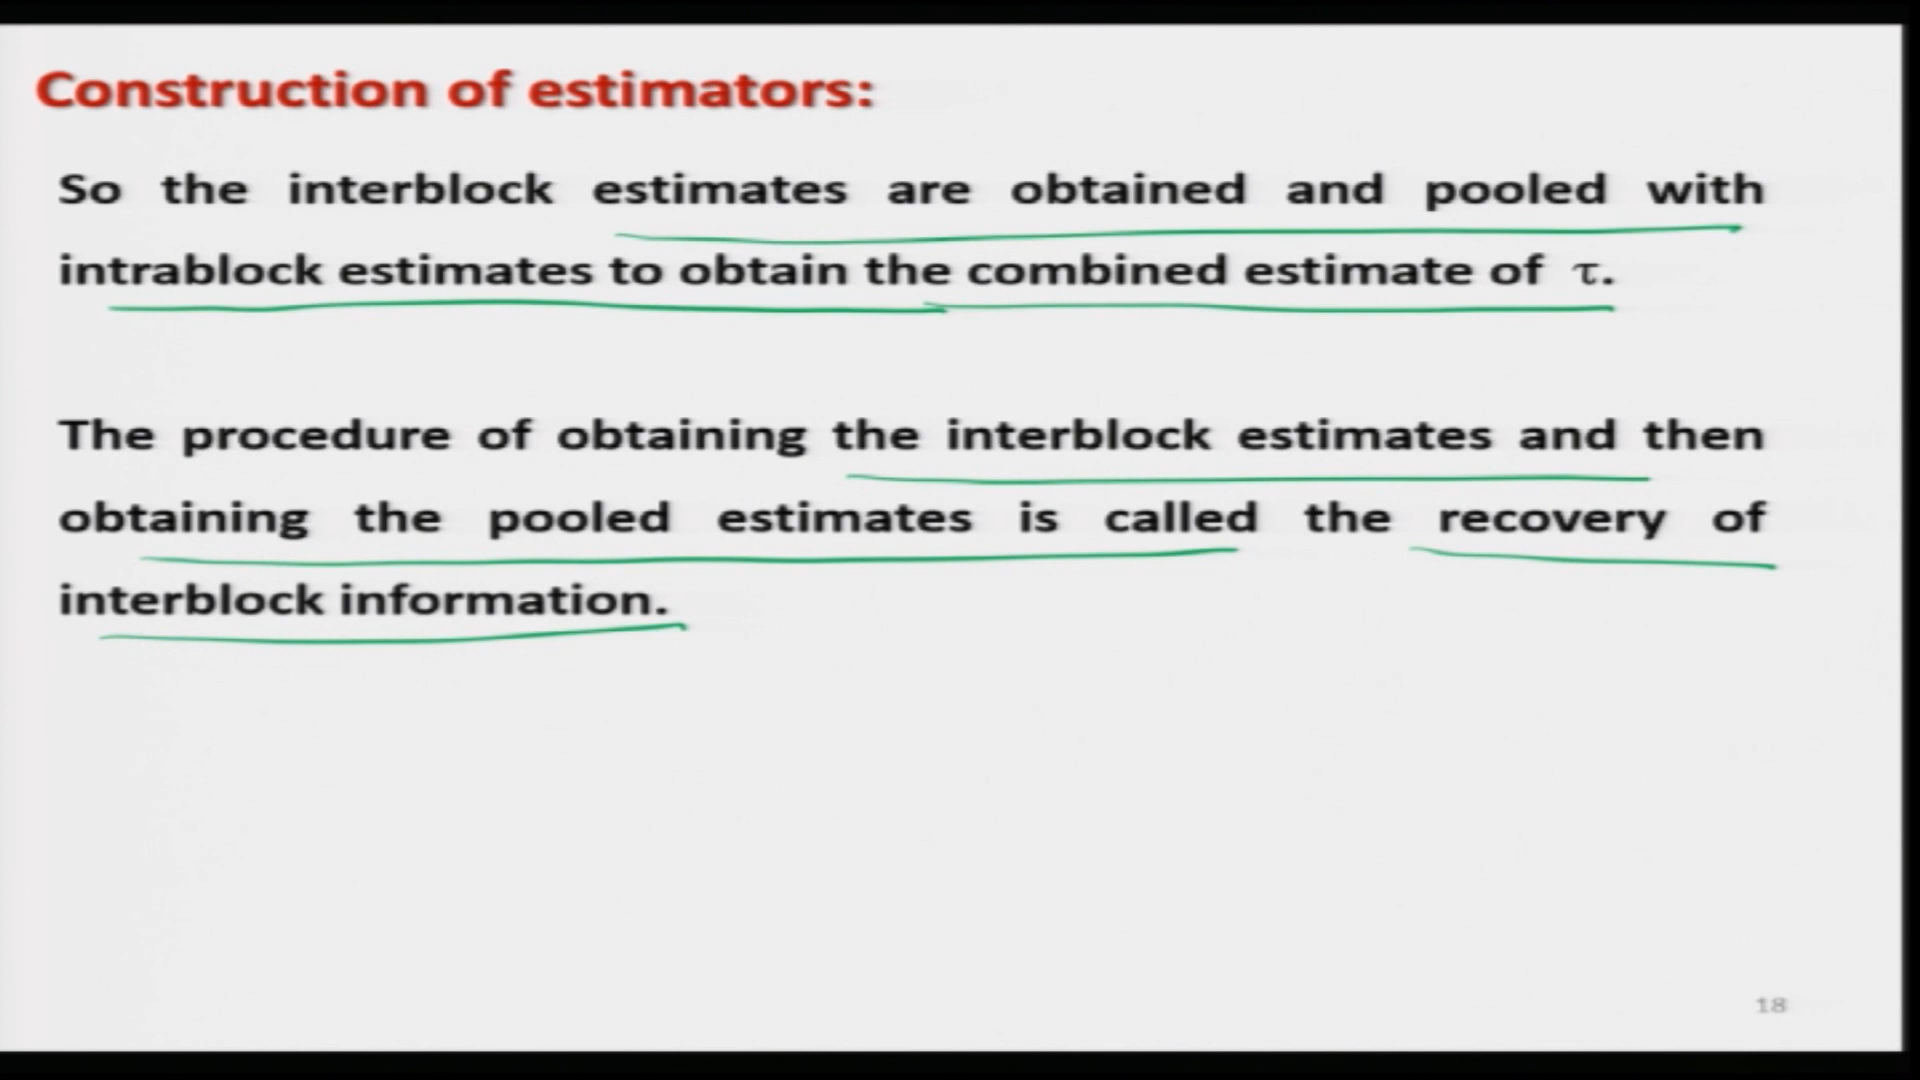 Construction of estimators:
So the interblock estimates are obtained and pooled with
intrablock estimates to obtain the combined estimate of τ.
The procedure of obtaining the interblock estimates and then
obtaining the pooled estimates is called the recovery of
interblock information.
18